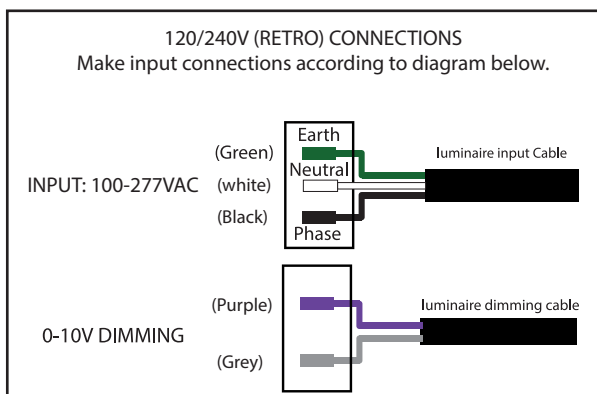 120/240V (RETRO) CONNECTIONS
Make input connections according to diagram below.
Earth
(Green)
luminaire input Cable
Neutral
INPUT: 100-277VAC
(white)
(Black)
Phase
(Purple)
luminaire dimming cable
0-10V DIMMING
(Grey)